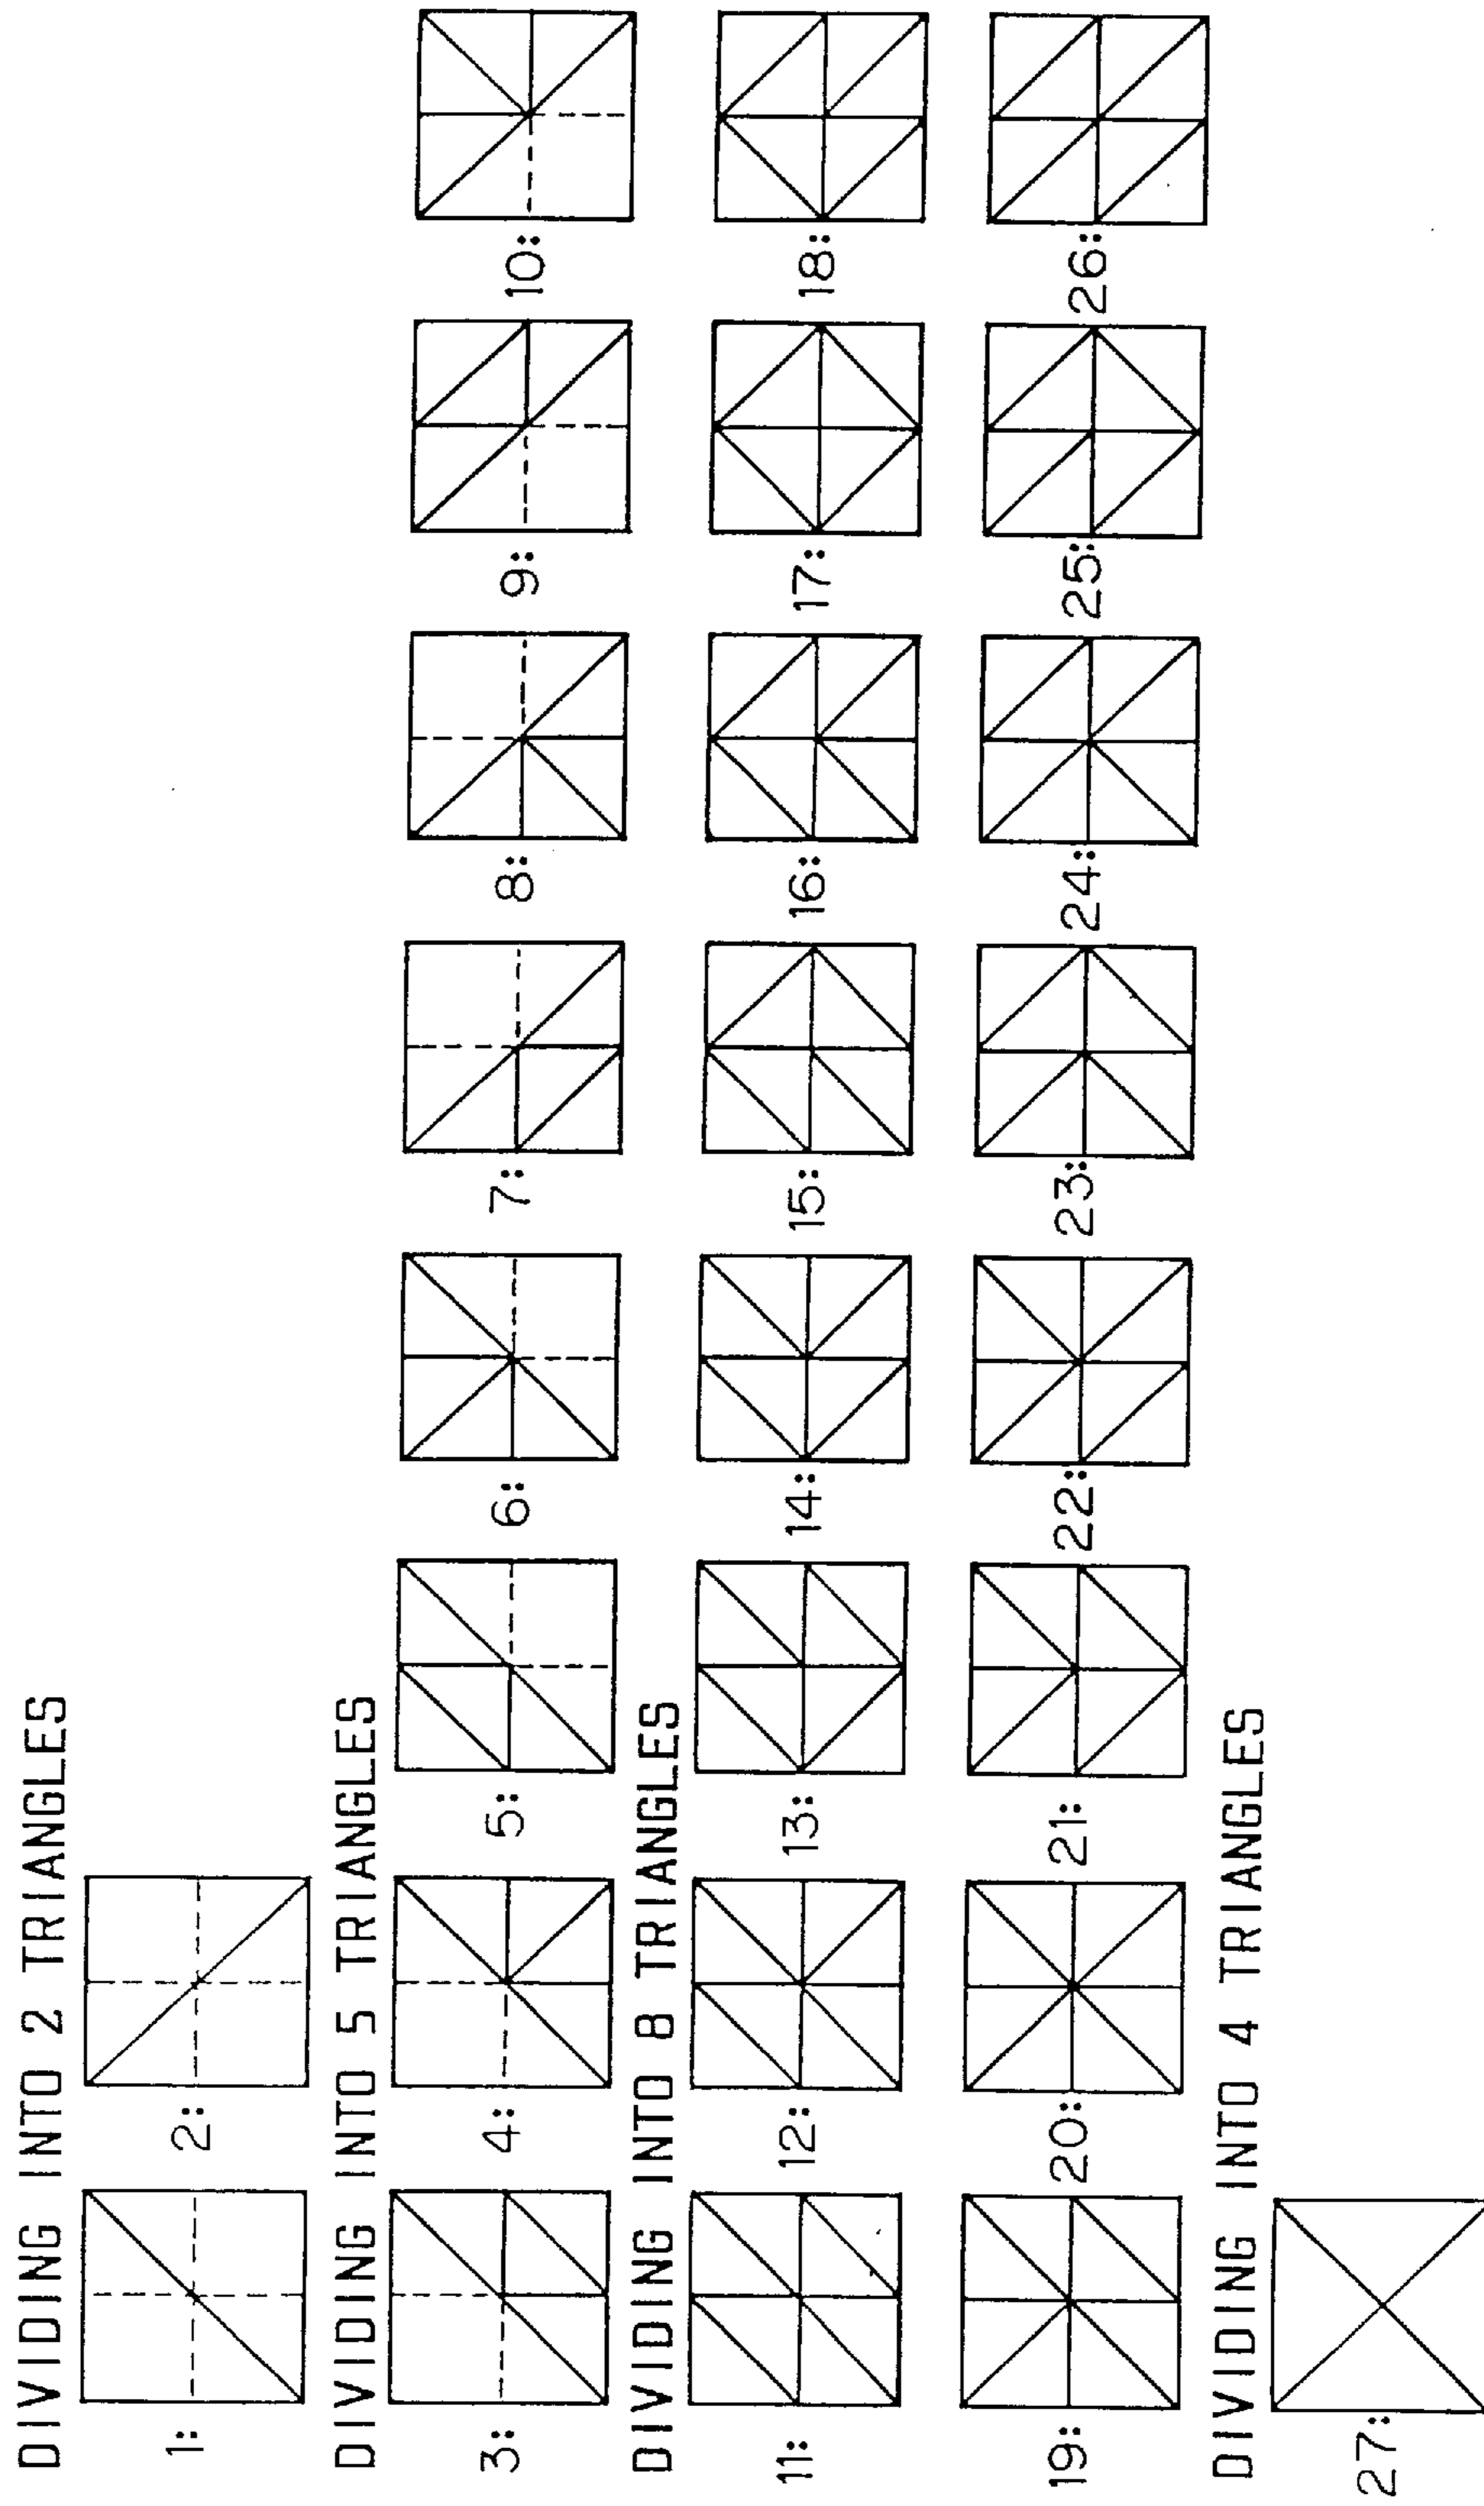 DIVIDING INTO 2 TRIANGLES
1: 2:
DIVIDING INTO 5 TRIANGLES
3: 4: 5: 6: 7: 8: 9: 10:
DIVIDING INTO 8 TRIANGLES
11: 12: 13: 14: 15: 16: 17: 18:
19: 20: 21: 22: 23: 24: 25: 26:
DIVIDING INTO 4 TRIANGLES
27: